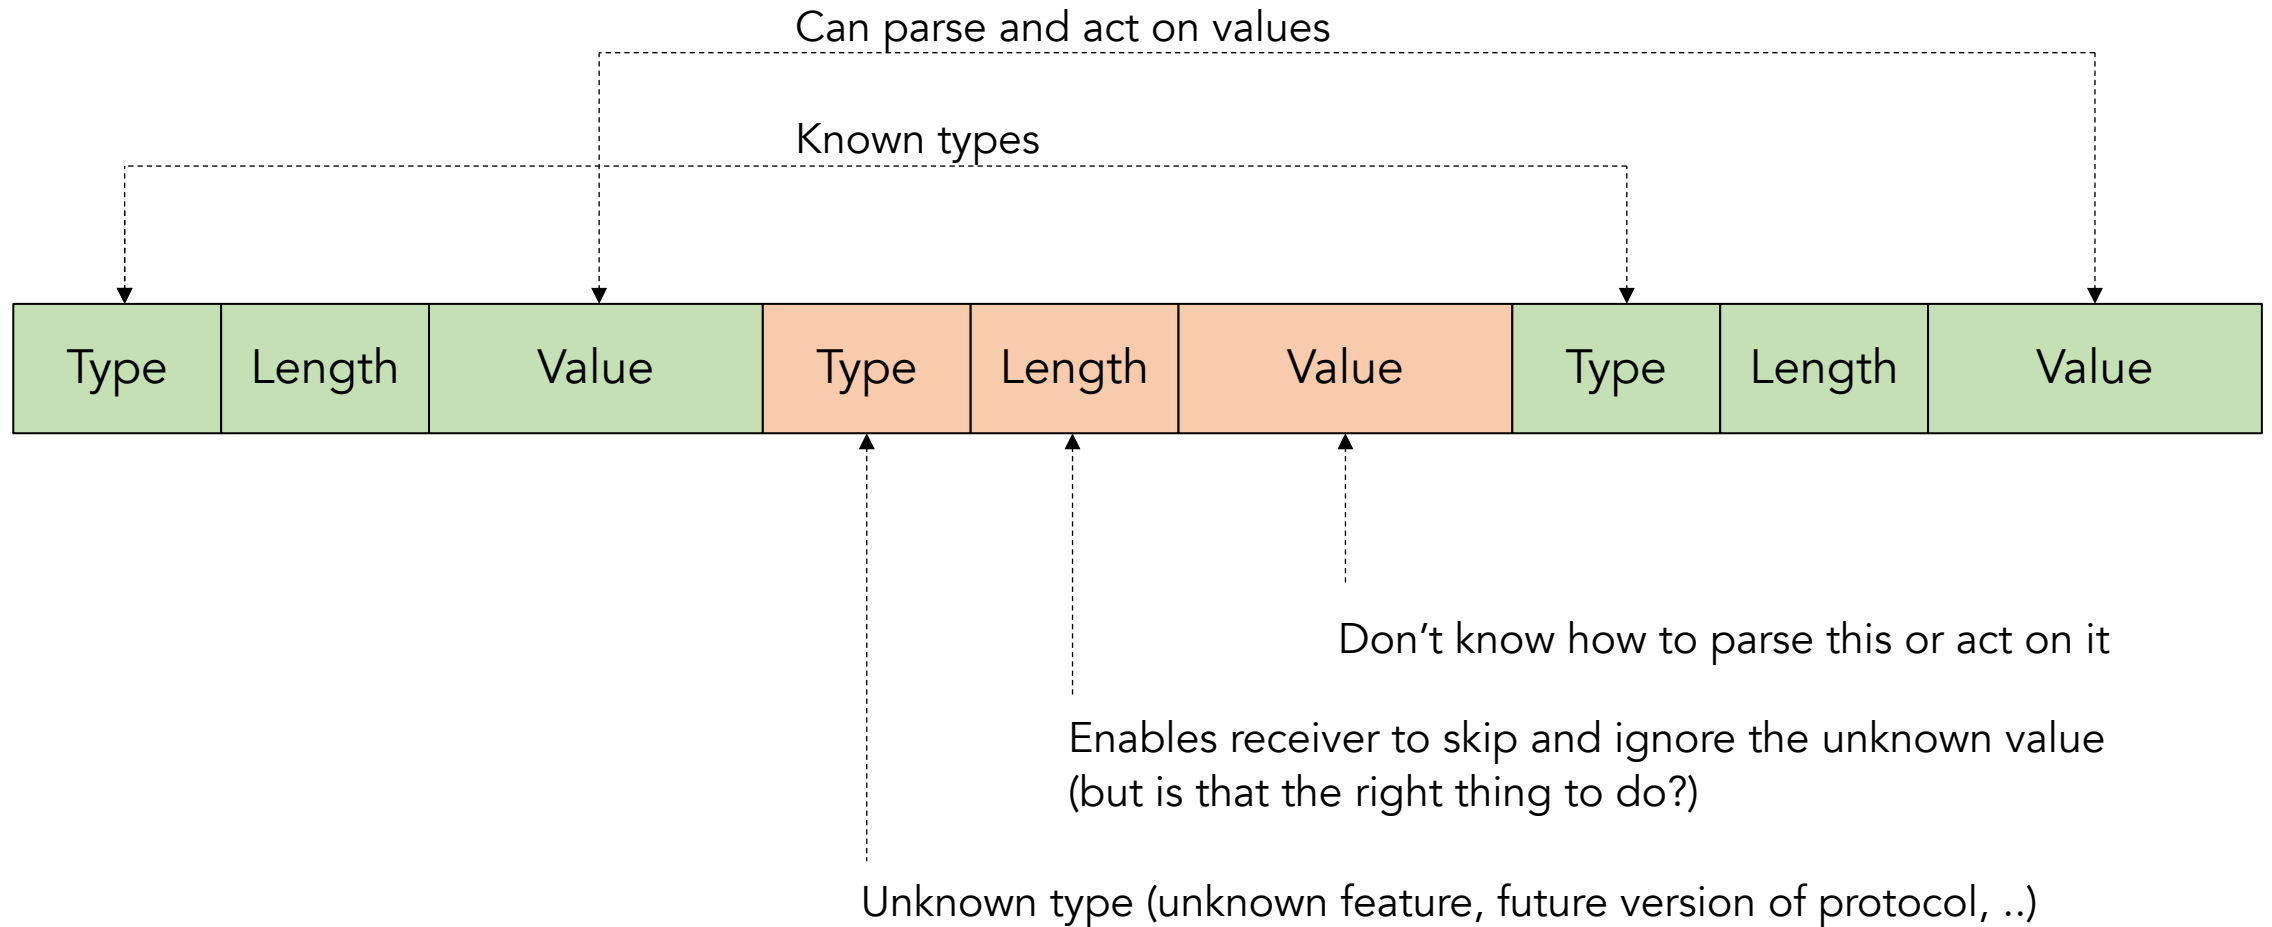 Can parse and act on values
Known types
Type Length Value Type Length Value Type Length Value
Don’t know how to parse this or act on it
Enables receiver to skip and ignore the unknown value
(but is that the right thing to do?)
Unknown type (unknown feature, future version of protocol, ..)